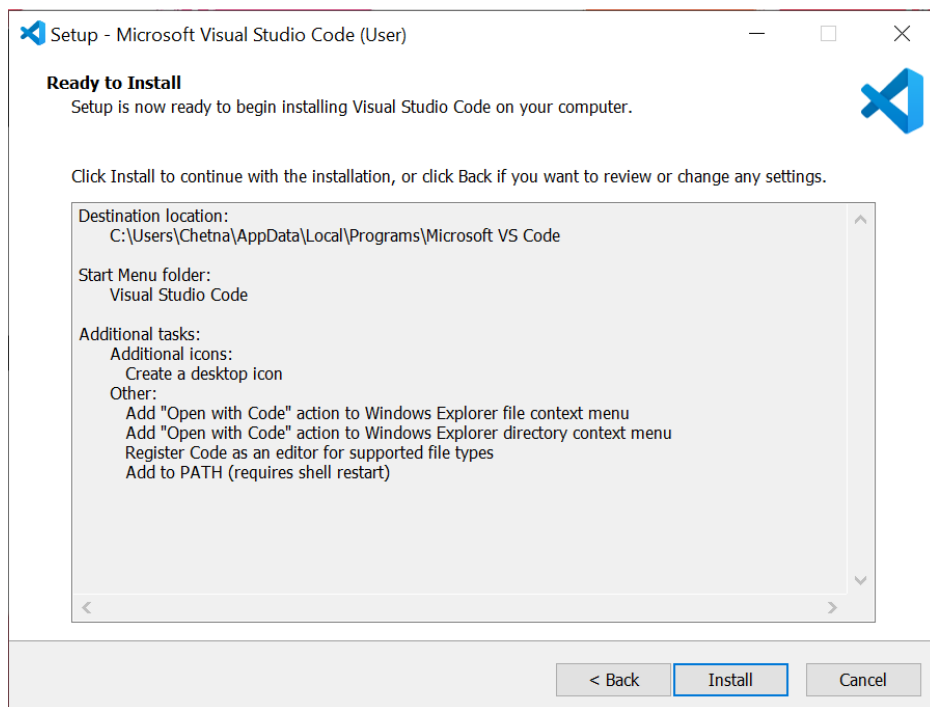 Setup - Microsoft Visual Studio Code (User)
Ready to Install
Setup is now ready to begin installing Visual Studio Code on your computer.
Click Install to continue with the installation, or click Back if you want to review or change any settings.
Destination location:
C:\Users\Chetna\AppData\Local\Programs\Microsoft VS Code
Start Menu folder:
Visual Studio Code
Additional tasks:
Additional icons:
Create a desktop icon
Other:
Add "Open with Code" action to Windows Explorer file context menu
Add "Open with Code" action to Windows Explorer directory context menu
Register Code as an editor for supported file types
Add to PATH (requires shell restart)
< Back
Install
Cancel